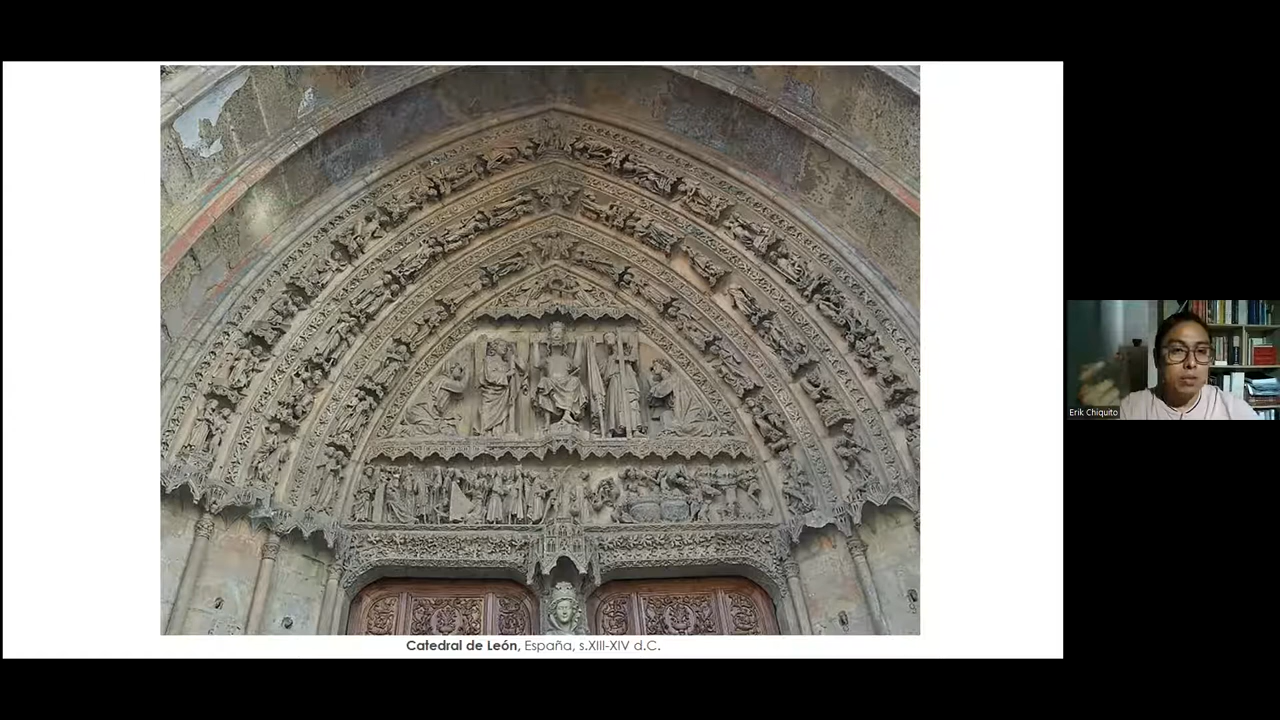 Catedral de León, España, s.XIII-XIV d.C.
Erik Chiquito